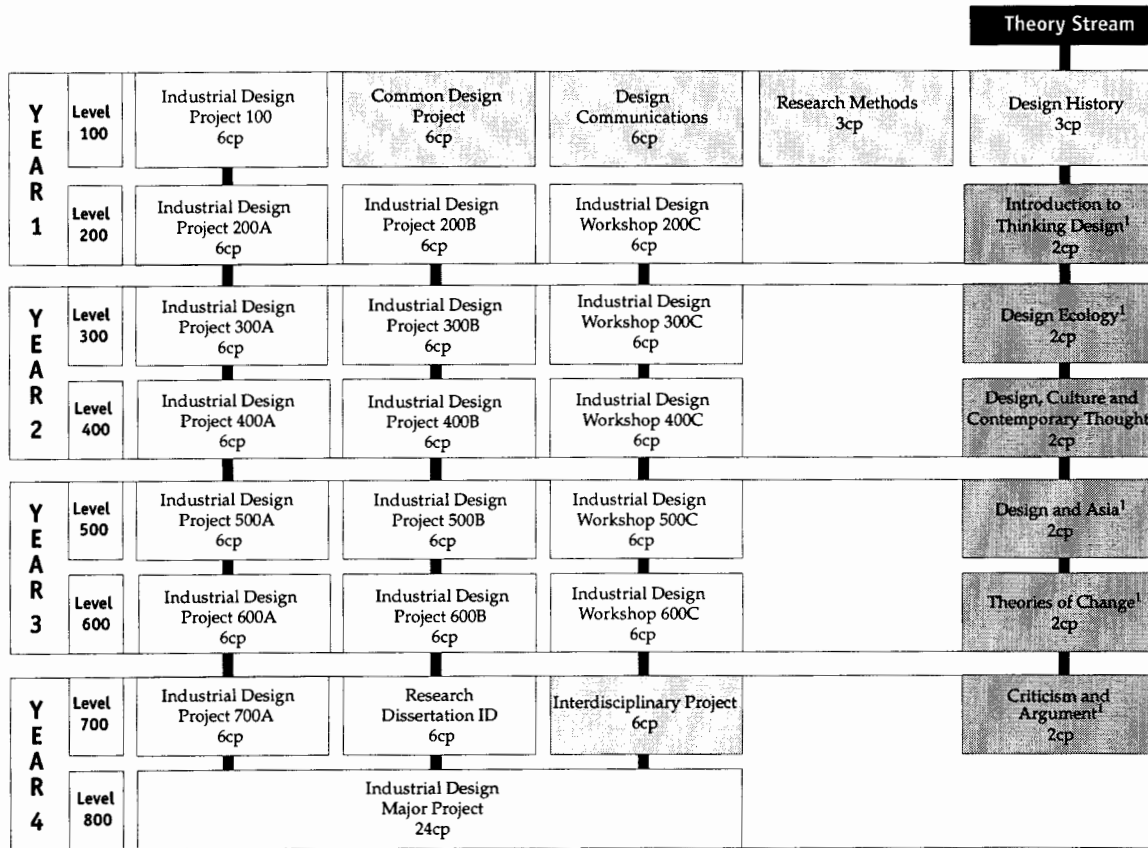 Theory Stream
YEAR 1
Level
100
Industrial Design
Project 100
6cp
Common Design
Project
6cp
Design
Communications
6cp
Research Methods
3cp
Design History
3cp
Level
200
Industrial Design
Project 200A
6cp
Industrial Design
Project 200B
6cp
Industrial Design
Workshop 200C
6cp
Introduction to
Thinking Design¹
2cp
YEAR 2
Level
300
Industrial Design
Project 300A
6cp
Industrial Design
Project 300B
6cp
Industrial Design
Workshop 300C
6cp
Design Ecology¹
2cp
Level
400
Industrial Design
Project 400A
6cp
Industrial Design
Project 400B
6cp
Industrial Design
Workshop 400C
6cp
Design, Culture and
Contemporary Thought
2cp
YEAR 3
Level
500
Industrial Design
Project 500A
6cp
Industrial Design
Project 500B
6cp
Industrial Design
Workshop 500C
6cp
Design and Asia¹
2cp
Level
600
Industrial Design
Project 600A
6cp
Industrial Design
Project 600B
6cp
Industrial Design
Workshop 600C
6cp
Theories of Change¹
2cp
YEAR 4
Level
700
Industrial Design
Project 700A
6cp
Research
Dissertation ID
6cp
Interdisciplinary Project
6cp
Criticism and
Argument¹
2cp
Level
800
Industrial Design
Major Project
24cp